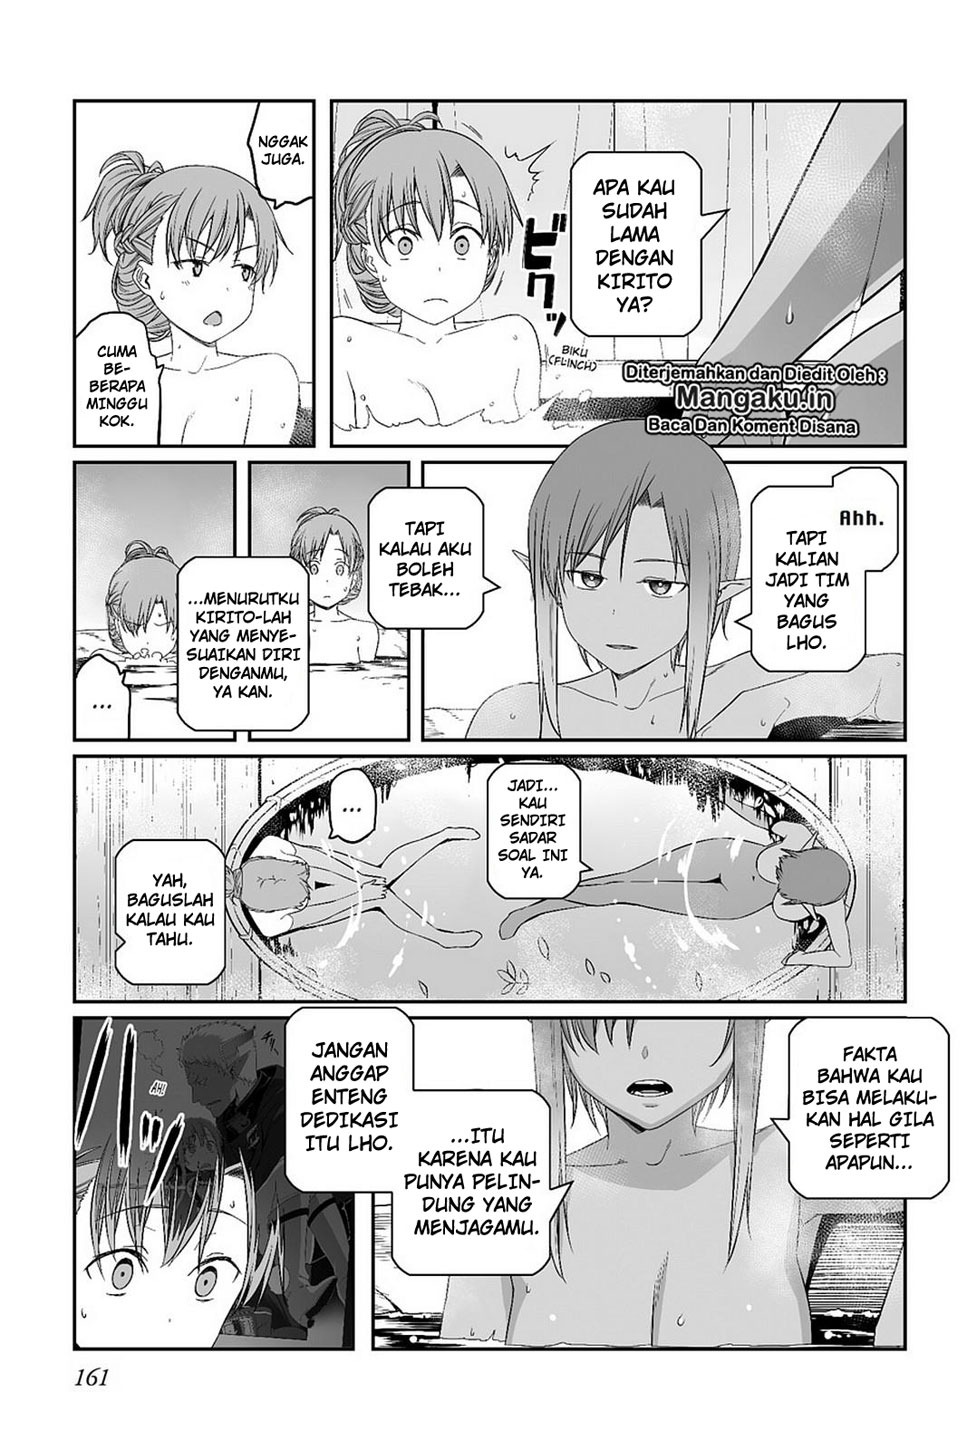 APA KAU
SUDAH
LAMA
DENGAN
KIRITO
YA?
ビクッ
BIKU
(FLINCH)
NGGAK
JUGA.
CUMA
BE-
BERAPA
MINGGU
KOK.
Diterjemahkan dan Diedit Oleh :
Mangaku.in
Baca Dan Koment Disana
Ahh.
TAPI
KALIAN
JADI TIM
YANG
BAGUS
LHO.
TAPI
KALAU AKU
BOLEH
TEBAK...
...MENURUTKU
KIRITO-LAH
YANG MENYE-
SUAIKAN DIRI
DENGANMU,
YA KAN.
...
JADI...
KAU
SENDIRI
SADAR
SOAL INI
YA.
...
YAH,
BAGUSLAH
KALAU KAU
TAHU.
FAKTA
BAHWA KAU
BISA MELAKU-
KAN HAL GILA
SEPERTI
APAPUN...
...ITU
KARENA KAU
PUNYA PELIN-
DUNG YANG
MENJAGAMU.
JANGAN
ANGGAP
ENTENG
DEDIKASI
ITU LHO.
AH!
161